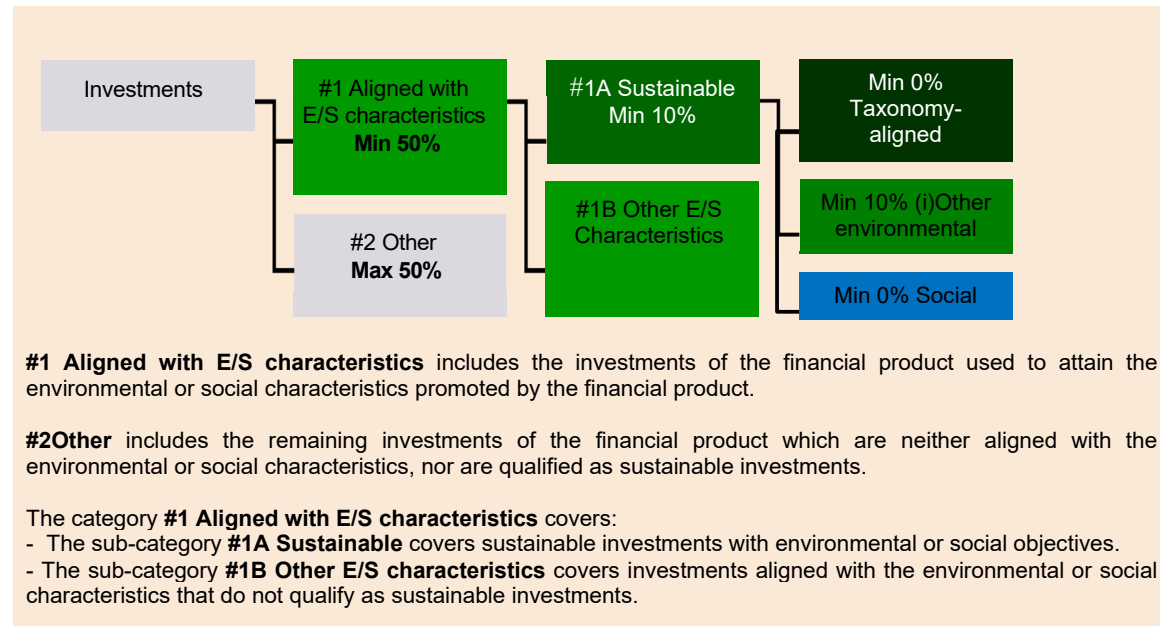 Investments
#1 Aligned with
E/S characteristics
Min 50%
#2 Other
Max 50%
#1A Sustainable
Min 10%
#1B Other E/S
Characteristics
Min 0%
Taxonomy-
aligned
Min 10% (i)Other
environmental
Min 0% Social
#1 Aligned with E/S characteristics includes the investments of the financial product used to attain the
environmental or social characteristics promoted by the financial product.
#2Other includes the remaining investments of the financial product which are neither aligned with the
environmental or social characteristics, nor are qualified as sustainable investments.
The category #1 Aligned with E/S characteristics covers:
- The sub-category #1A Sustainable covers sustainable investments with environmental or social objectives.
- The sub-category #1B Other E/S characteristics covers investments aligned with the environmental or social
characteristics that do not qualify as sustainable investments.